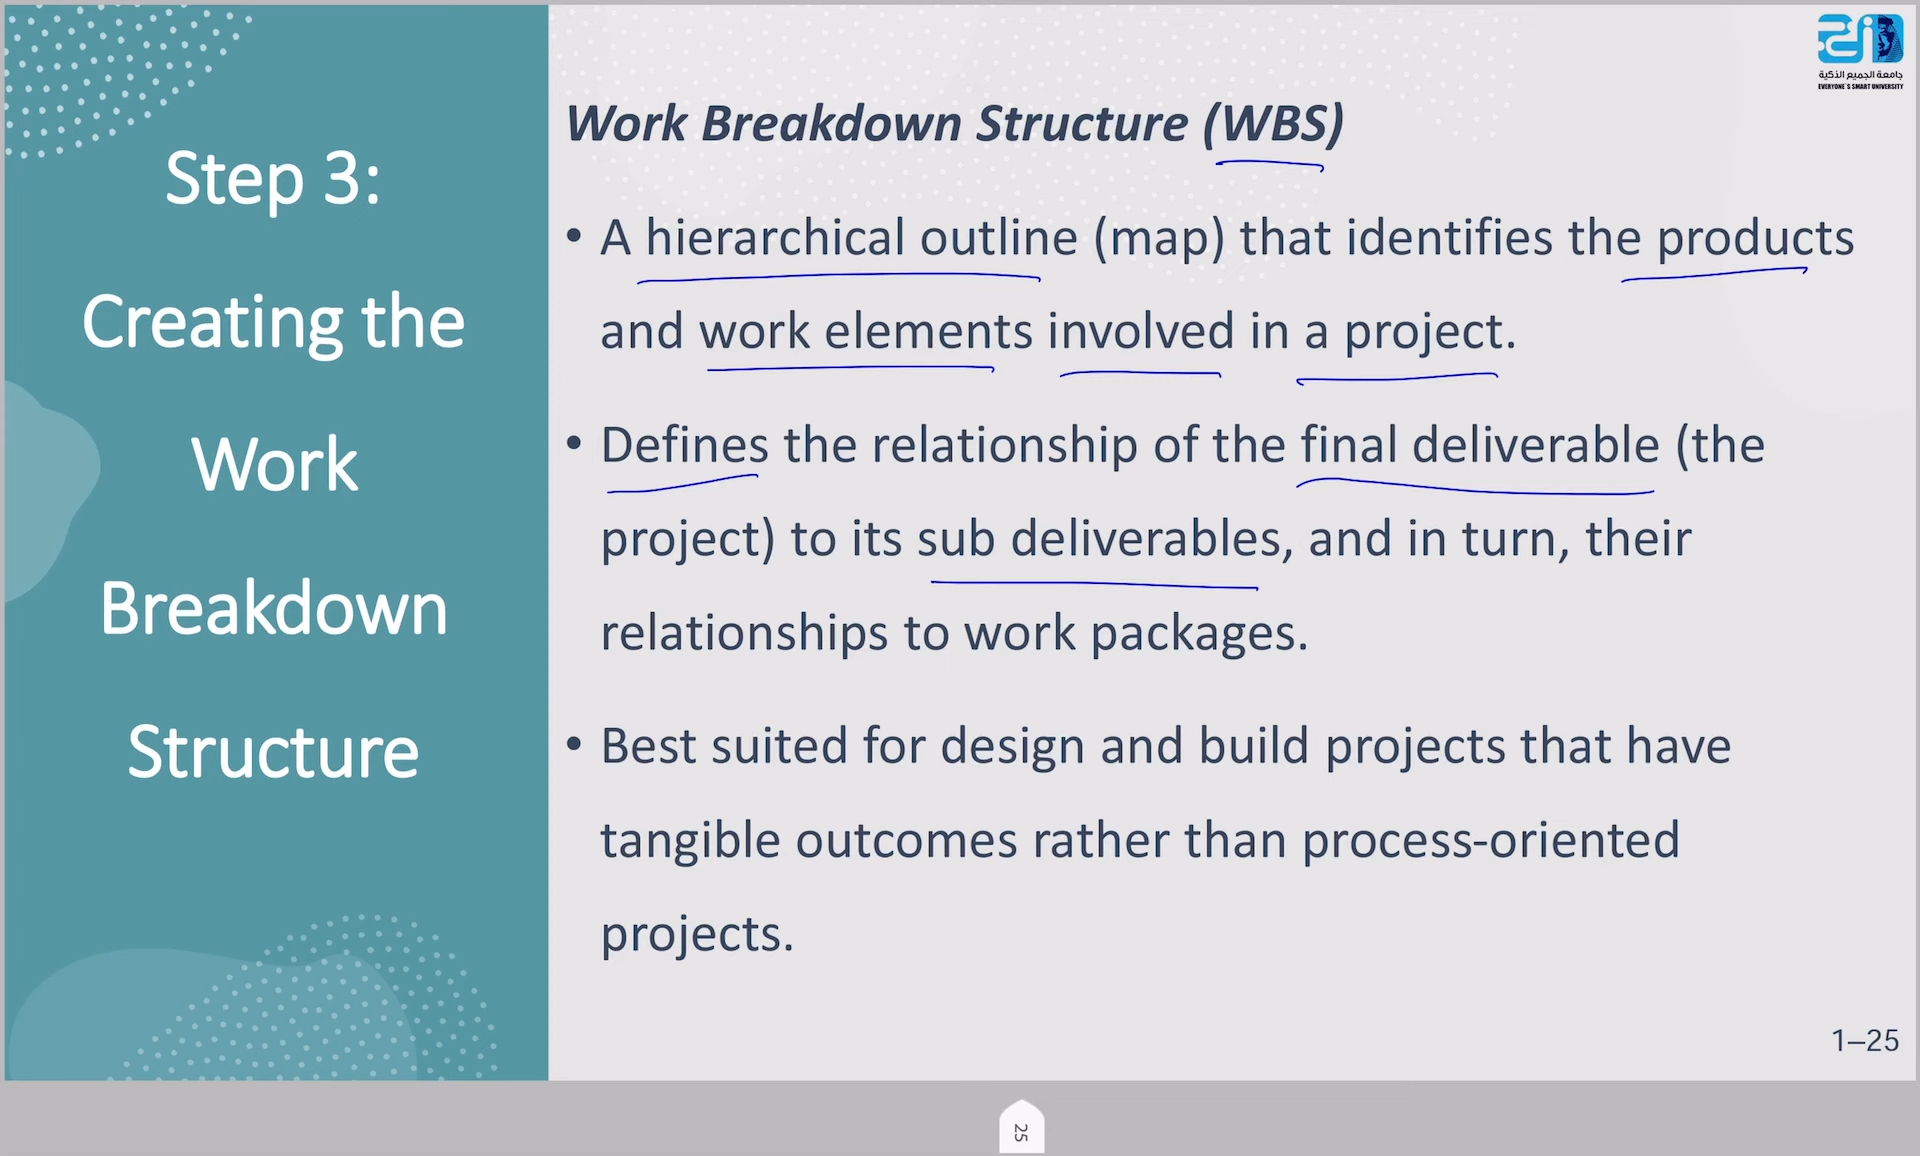 Step 3:
Creating the
Work
Breakdown
Structure
جامعة الجميع الذكية
EVERYONE'S SMART UNIVERSITY
Work Breakdown Structure (WBS)
• A hierarchical outline (map) that identifies the products
and work elements involved in a project.
• Defines the relationship of the final deliverable (the
project) to its sub deliverables, and in turn, their
relationships to work packages.
• Best suited for design and build projects that have
tangible outcomes rather than process-oriented
projects.
1–25
25